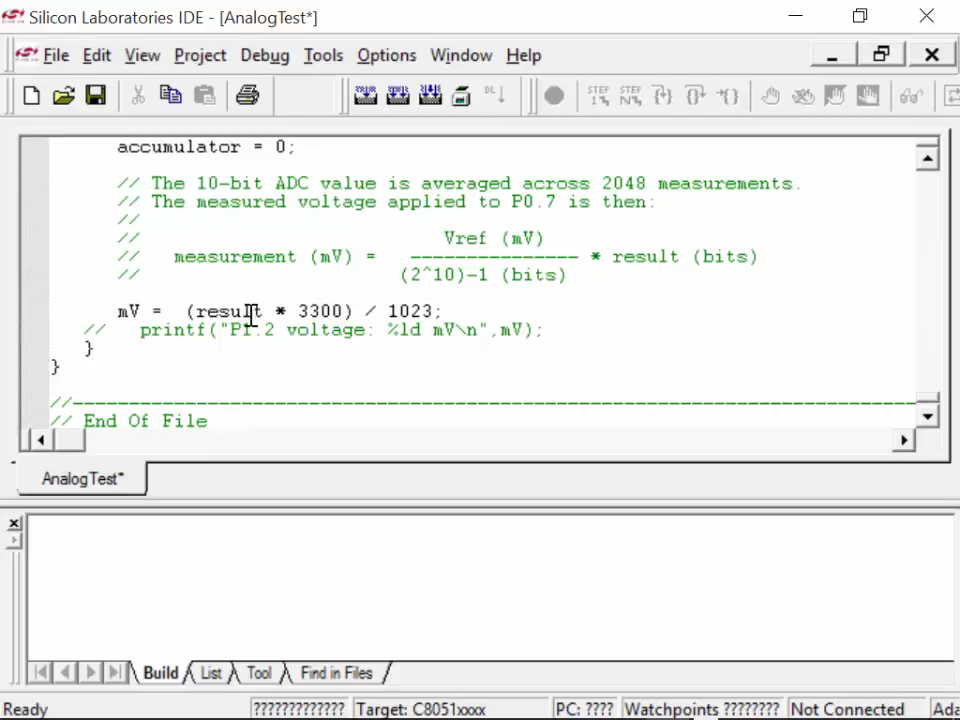 Silicon Laboratories IDE - [AnalogTest*]
File Edit View Project Debug Tools Options Window Help
accumulator = 0;
// The 10-bit ADC value is averaged across 2048 measurements.
// The measured voltage applied to P0.7 is then:
//
// Vref (mV)
// measurement (mV) = --------------- * result (bits)
// (2^10)-1 (bits)
mV = (result * 3300) / 1023;
// printf("P1.2 voltage: %ld mV\n",mV);
}
}
//-----------------------------------------------------------------------------
// End Of File
AnalogTest*
Build List Tool Find in Files
Ready ????????????? Target: C8051xxxx PC: ???? Watchpoints ???????? Not Connected